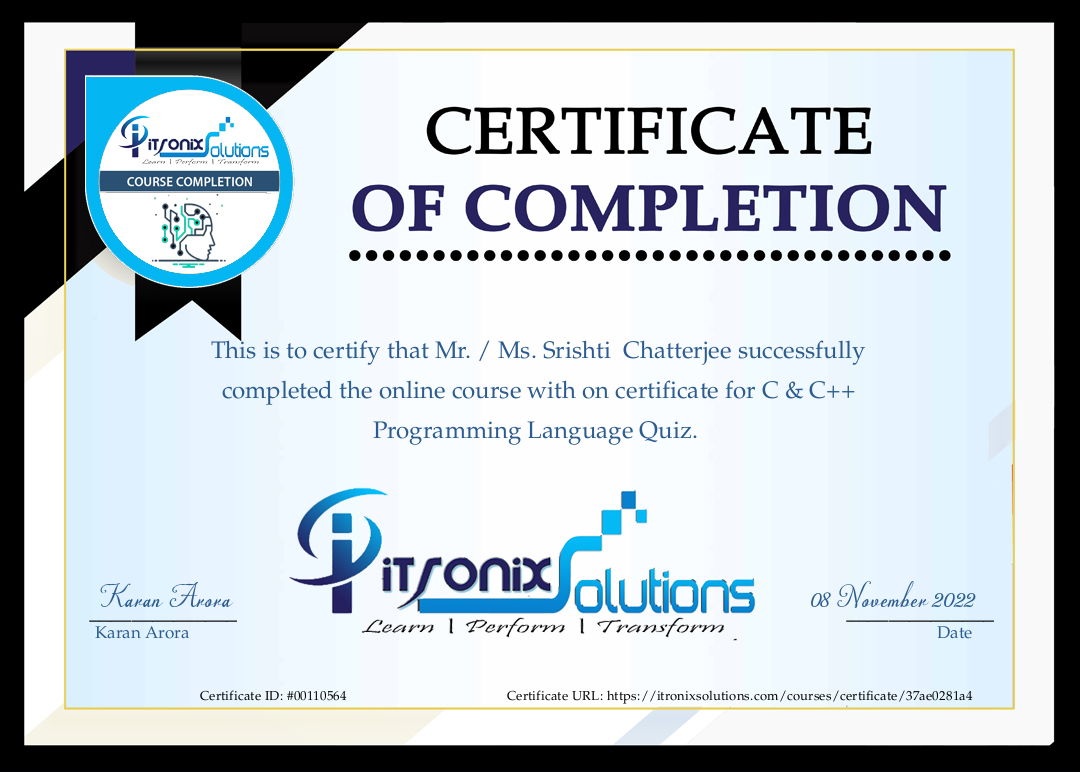 iTronix Solutions
Learn | Perform | Transform
COURSE COMPLETION
CERTIFICATE
OF COMPLETION
This is to certify that Mr. / Ms. Srishti Chatterjee successfully
completed the online course with on certificate for C & C++
Programming Language Quiz.
iTronix Solutions
Learn | Perform | Transform
Karan Arora
Karan Arora
08 November 2022
Date
Certificate ID: #00110564
Certificate URL: https://itronixsolutions.com/courses/certificate/37ae0281a4